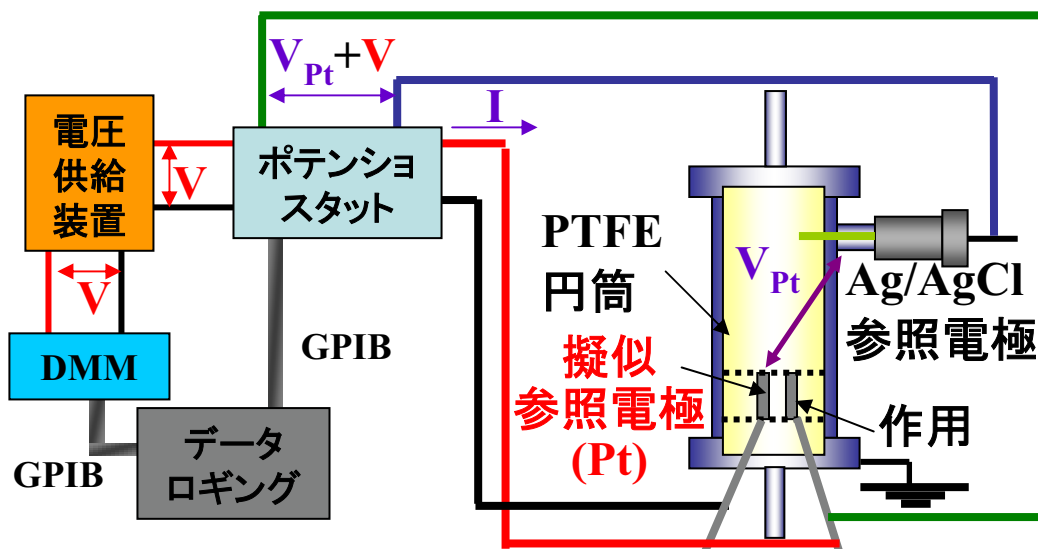 V Pt+V
I
電圧
供給
装置
V
ポテンショ
スタット
V
DMM
GPIB
GPIB
データ
ロギング
PTFE
円筒
V Pt
Ag/AgCl
参照電極
擬似
参照電極
(Pt)
作用